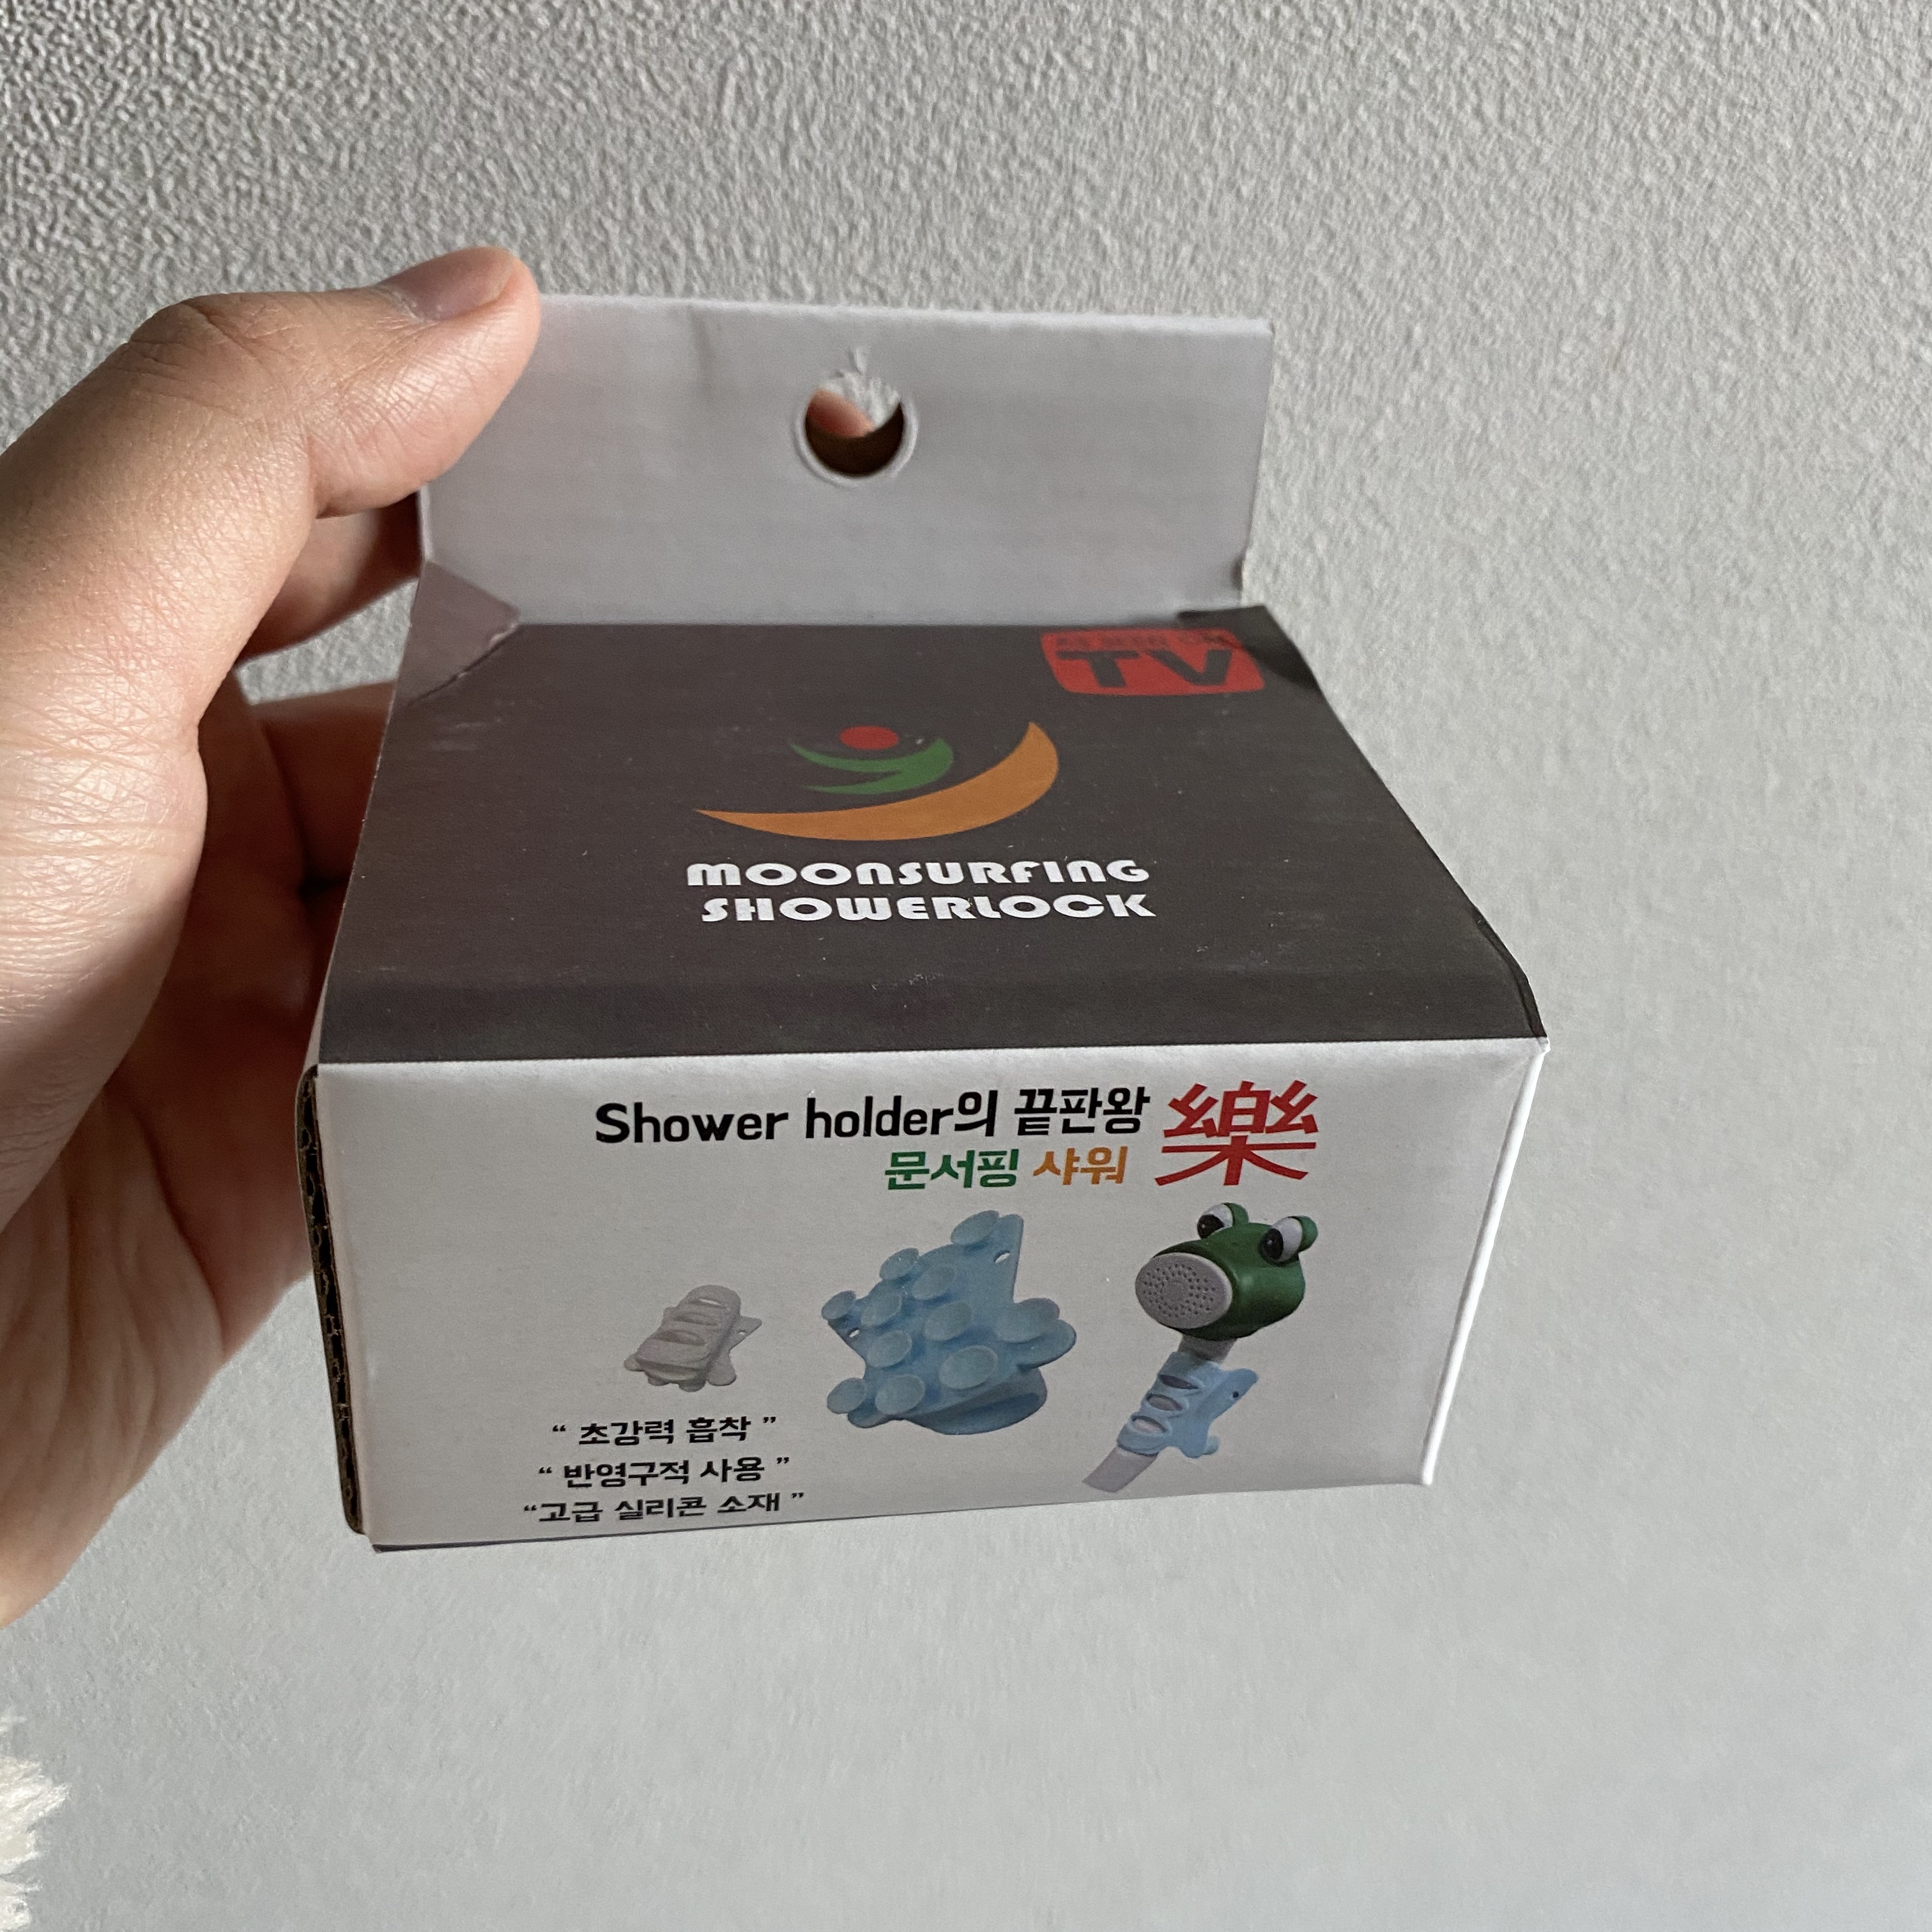 TV
MOONSURFING
SHOWERLOCK
Shower holder의 끝판왕
樂
문서핑 샤워
“ 초강력 흡착 ”
“ 반영구적 사용 ”
“고급 실리콘 소재 ”